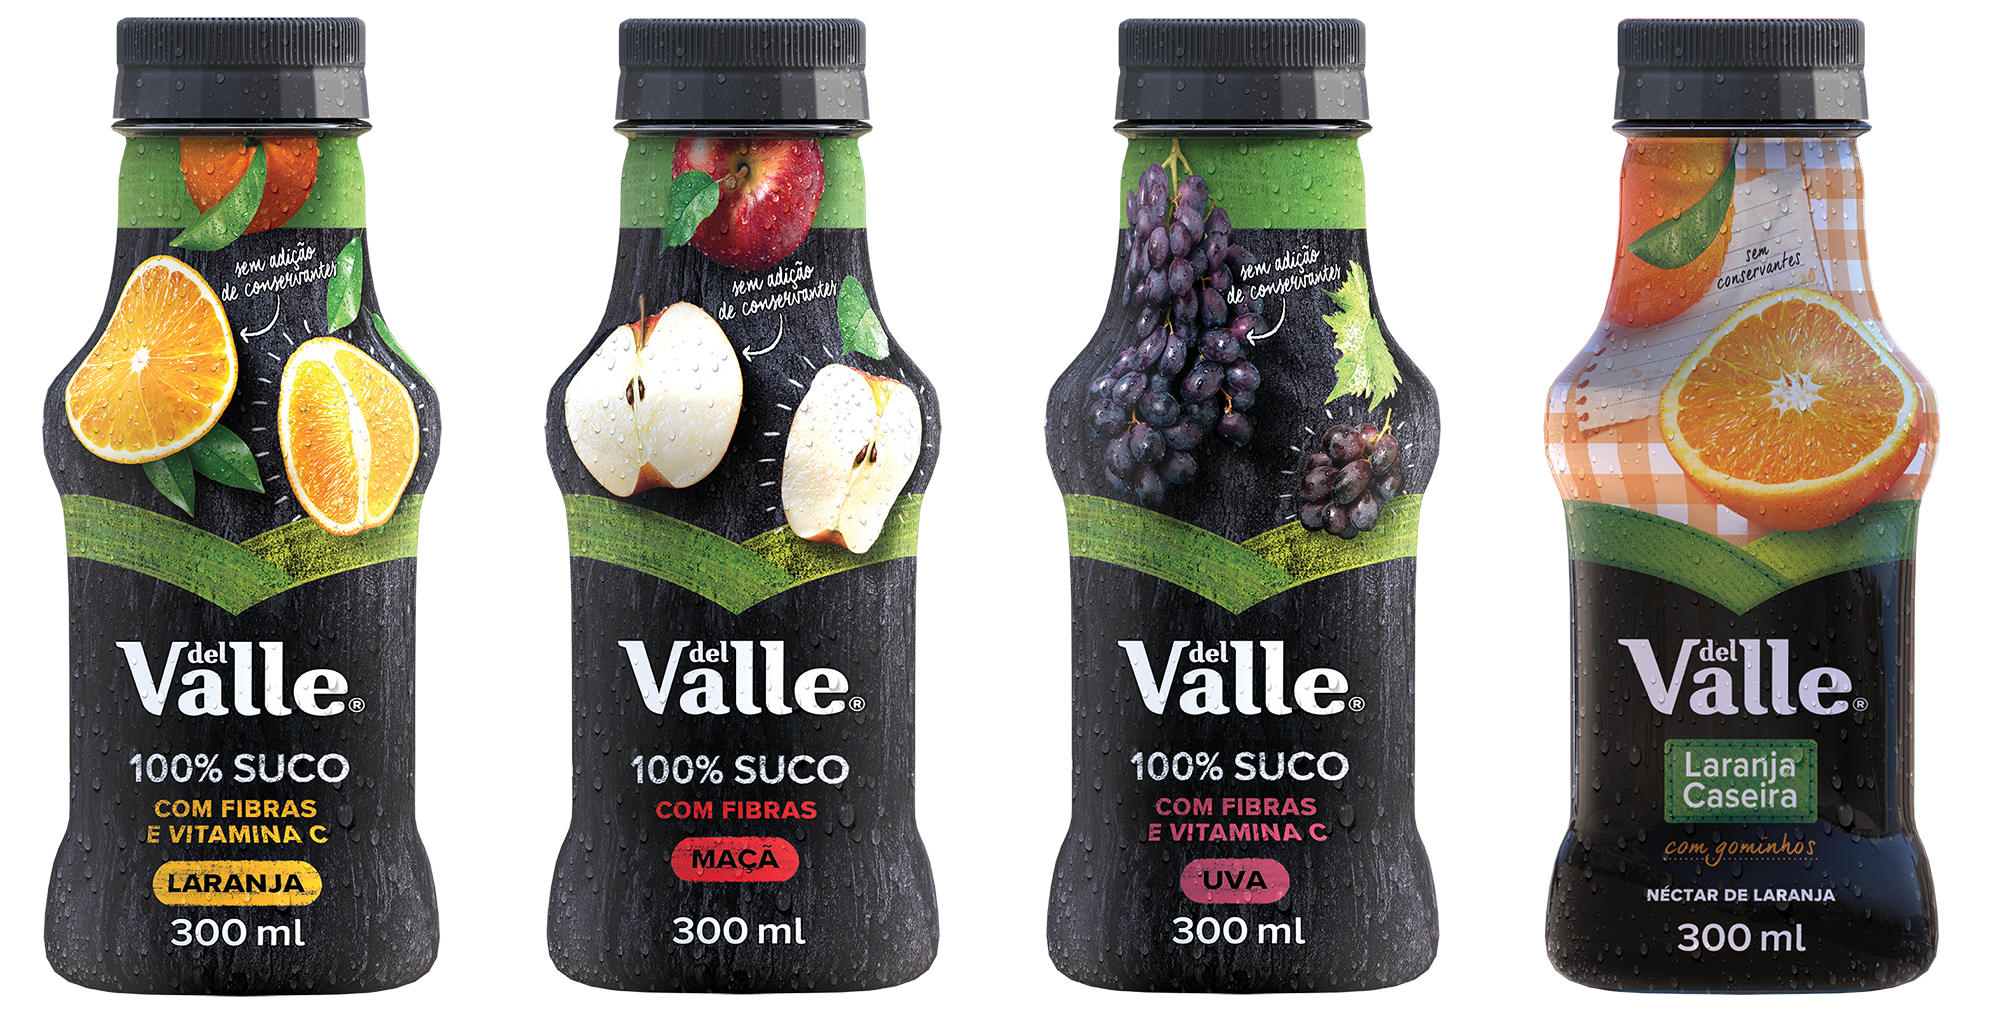 sem adição
de conservantes
del
Valle®
100% SUCO
COM FIBRAS
E VITAMINA C
LARANJA
300 ml
sem adição
de conservantes
del
Valle®
100% SUCO
COM FIBRAS
MAÇÃ
300 ml
sem adição
de conservantes
del
Valle®
100% SUCO
COM FIBRAS
E VITAMINA C
UVA
300 ml
sem
conservantes
del
Valle®
Laranja
Caseira
com gominhos
NÉCTAR DE LARANJA
300 ml